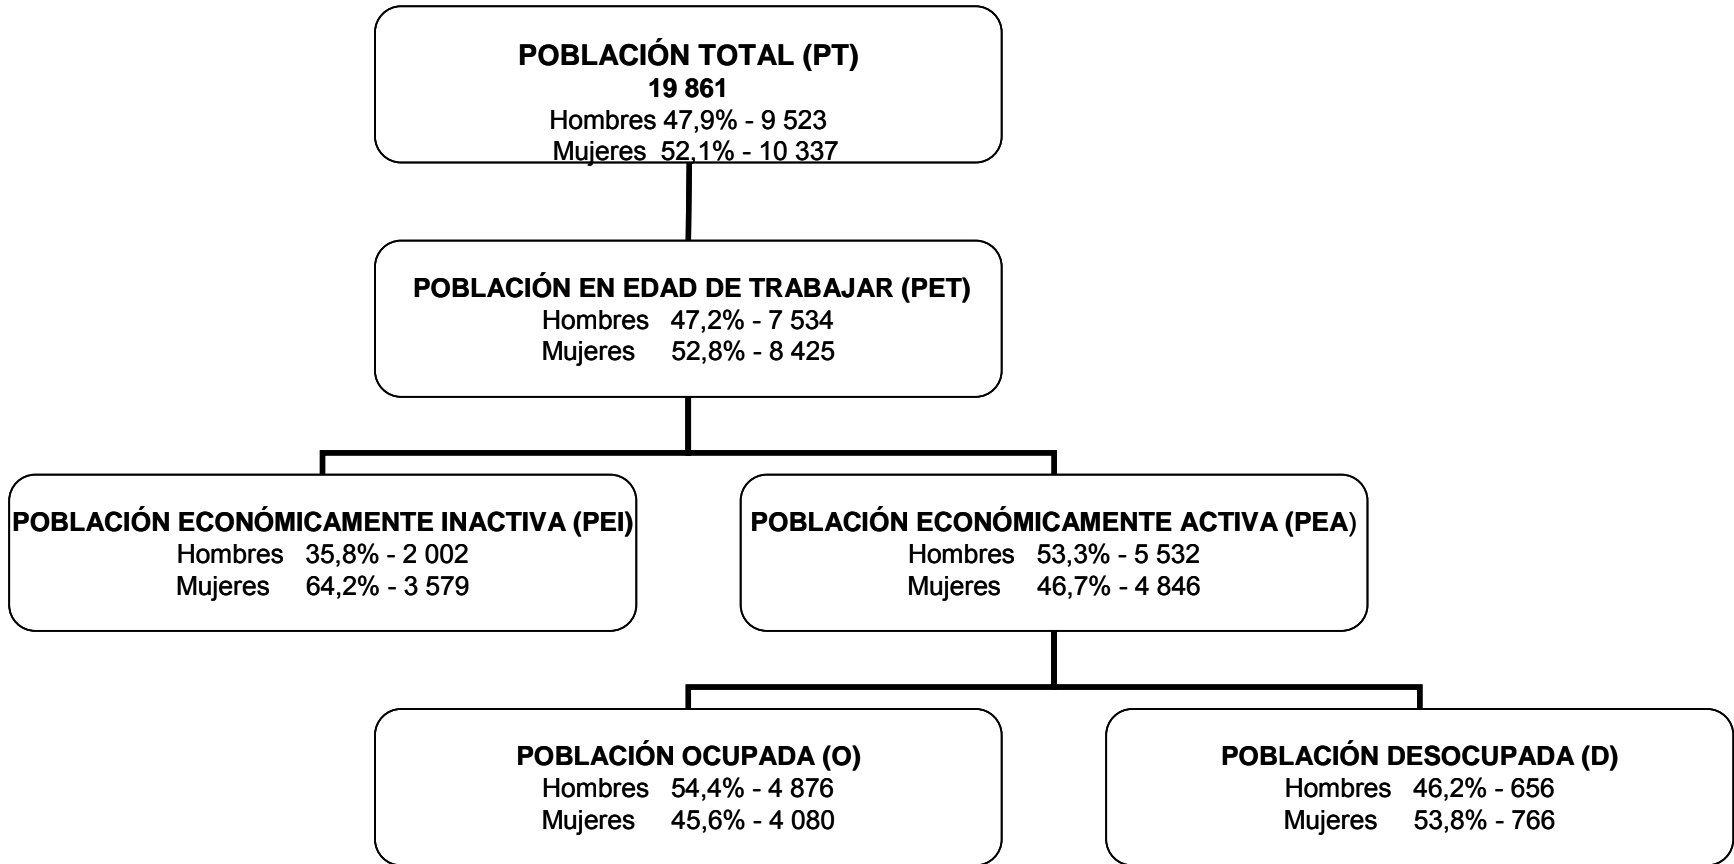 POBLACIÓN TOTAL (PT)
19 861
Hombres 47,9% - 9 523
Mujeres 52,1% - 10 337
POBLACIÓN EN EDAD DE TRABAJAR (PET)
Hombres 47,2% - 7 534
Mujeres 52,8% - 8 425
POBLACIÓN ECONÓMICAMENTE INACTIVA (PEI)
Hombres 35,8% - 2 002
Mujeres 64,2% - 3 579
POBLACIÓN ECONÓMICAMENTE ACTIVA (PEA)
Hombres 53,3% - 5 532
Mujeres 46,7% - 4 846
POBLACIÓN OCUPADA (O)
Hombres 54,4% - 4 876
Mujeres 45,6% - 4 080
POBLACIÓN DESOCUPADA (D)
Hombres 46,2% - 656
Mujeres 53,8% - 766